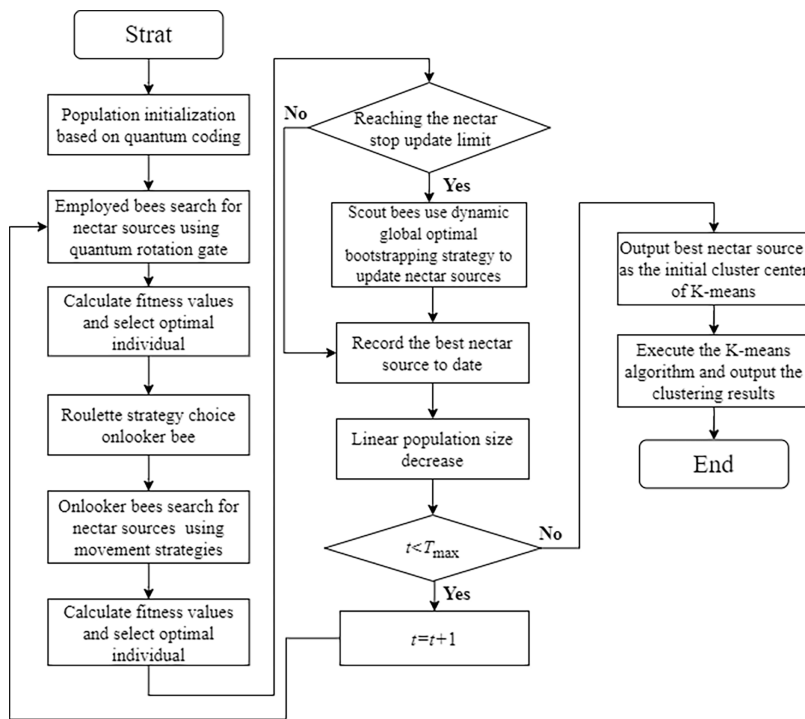 Strat
Population initialization
based on quantum coding
Employed bees search for
nectar sources using
quantum rotation gate
Calculate fitness values
and select optimal
individual
Roulette strategy choice
onlooker bee
Onlooker bees search for
nectar sources using
movement strategies
Calculate fitness values
and select optimal
individual
No
Reaching the nectar
stop update limit
Yes
Scout bees use dynamic
global optimal
bootstrapping strategy to
update nectar sources
Record the best nectar
source to date
Linear population size
decrease
t<Tmax
No
Yes
t=t+1
Output best nectar source
as the initial cluster center
of K-means
Execute the K-means
algorithm and output the
clustering results
End